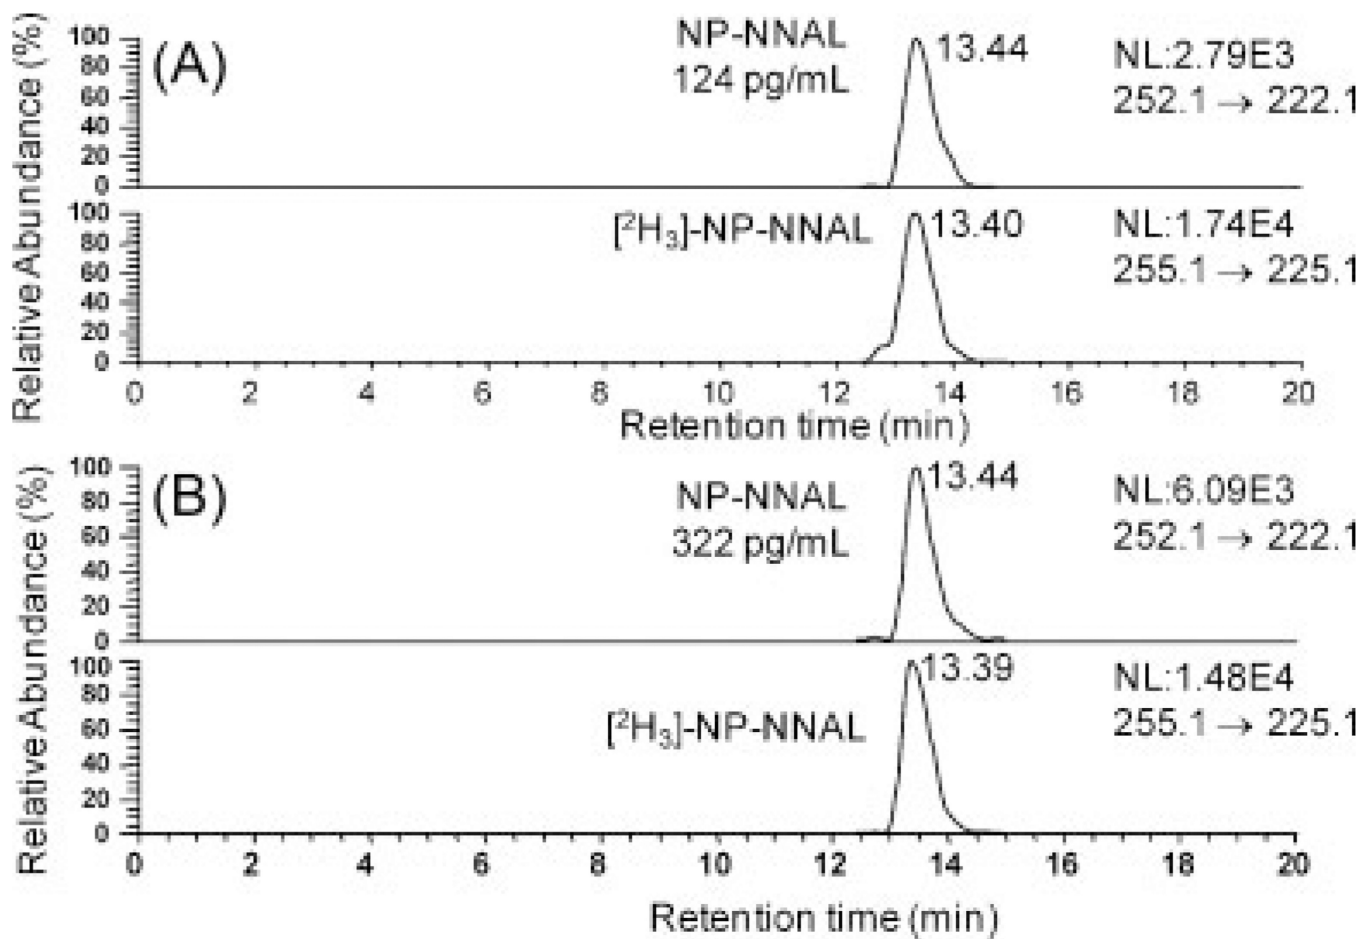 Relative Abundance (%)
(A)
100
80
60
40
20
0
NP-NNAL
124 pg/mL
13.44
NL:2.79E3
252.1 → 222.1
100
80
60
40
20
0
[²H₃]-NP-NNAL
13.40
NL:1.74E4
255.1 → 225.1
0 2 4 6 8 10 12 14 16 18 20
Retention time (min)
Relative Abundance (%)
(B)
100
80
60
40
20
0
NP-NNAL
322 pg/mL
13.44
NL:6.09E3
252.1 → 222.1
100
80
60
40
20
0
[²H₃]-NP-NNAL
13.39
NL:1.48E4
255.1 → 225.1
0 2 4 6 8 10 12 14 16 18 20
Retention time (min)